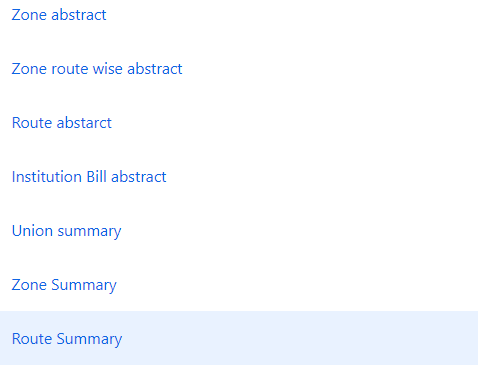 Zone abstract
Zone route wise abstract
Route abstarct
Institution Bill abstract
Union summary
Zone Summary
Route Summary